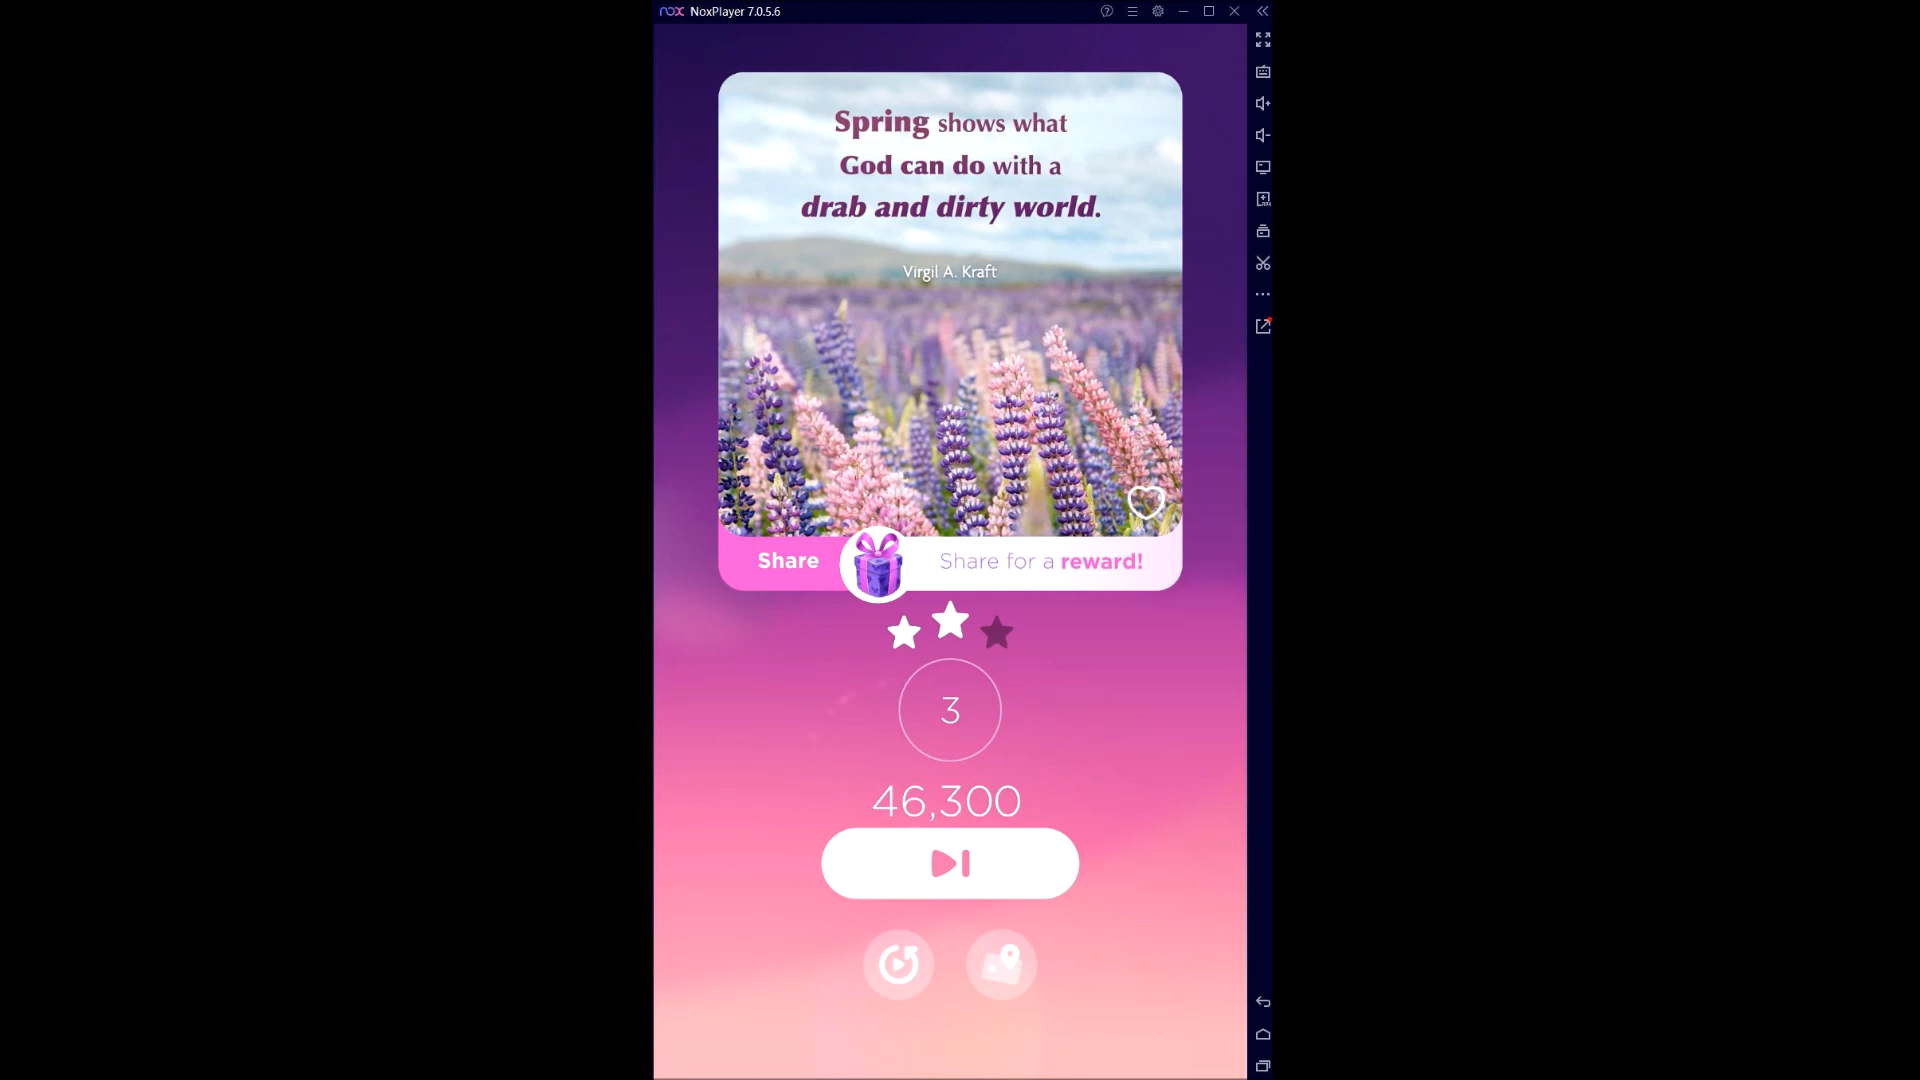 nox NoxPlayer 7.0.5.6
Spring shows what
God can do with a
drab and dirty world.
Virgil A. Kraft
Share
Share for a reward!
3
46,300